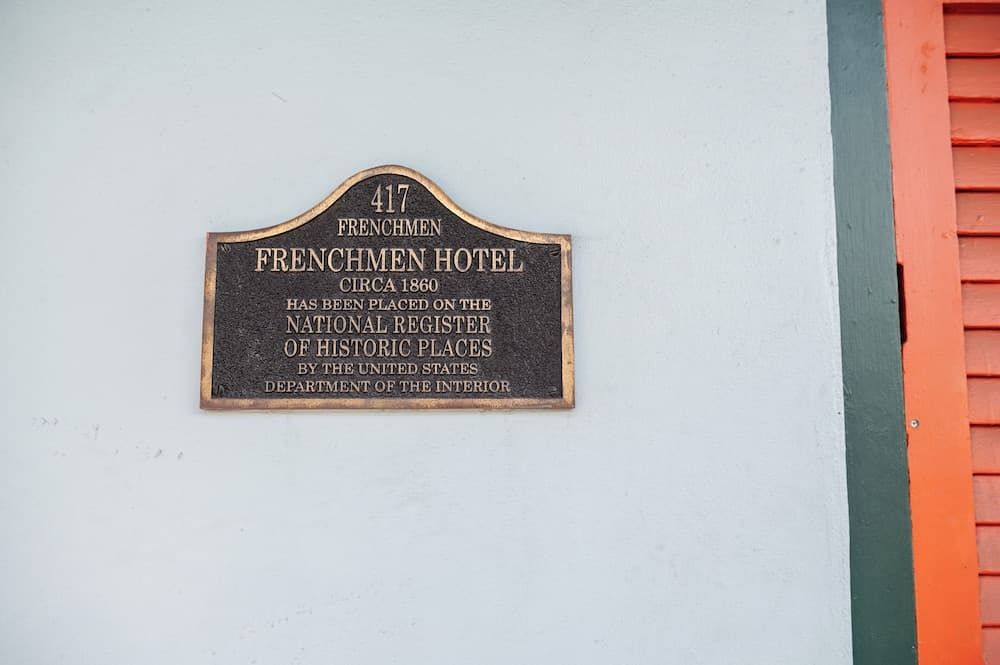 417
FRENCHMEN
FRENCHMEN HOTEL
CIRCA 1860
HAS BEEN PLACED ON THE
NATIONAL REGISTER
OF HISTORIC PLACES
BY THE UNITED STATES
DEPARTMENT OF THE INTERIOR